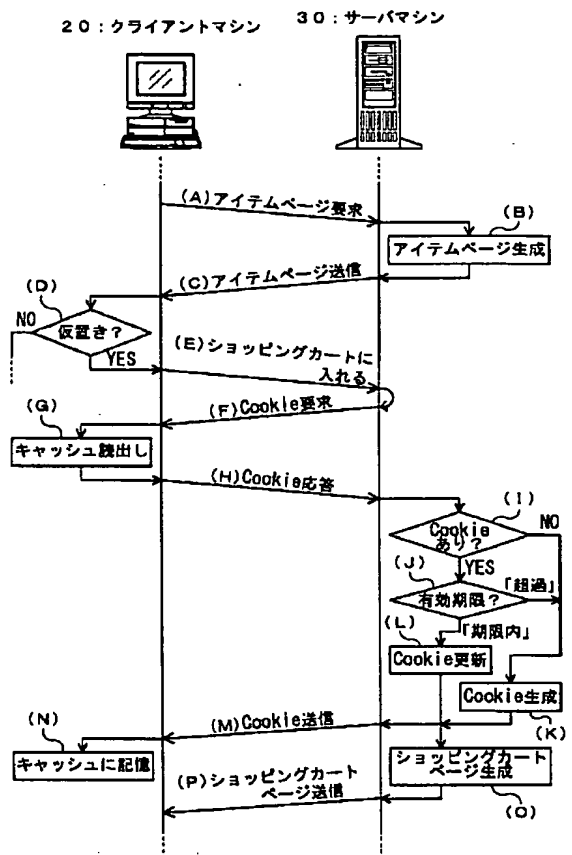 20：クライアントマシン
30：サーバマシン
(A)アイテムページ要求
(B)
アイテムページ生成
(C)アイテムページ送信
(D)
NO
仮置き？
YES
(E)ショッピングカートに
入れる
(F)Cookie要求
(G)
キャッシュ読出し
(H)Cookie応答
(I)
Cookie
あり？
NO
YES
(J)
有効期限？
「超過」
「期限内」
(L)
Cookie更新
Cookie生成
(K)
(M)Cookie送信
(N)
キャッシュに記憶
ショッピングカート
ページ生成
(O)
(P)ショッピングカート
ページ送信